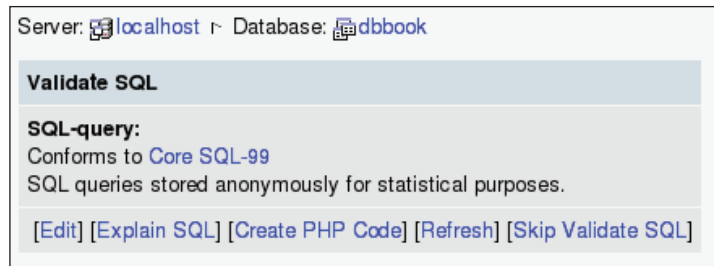 Server: localhost Database: dbbook
Validate SQL
SQL-query:
Conforms to Core SQL-99
SQL queries stored anonymously for statistical purposes.
[Edit] [Explain SQL] [Create PHP Code] [Refresh] [Skip Validate SQL]